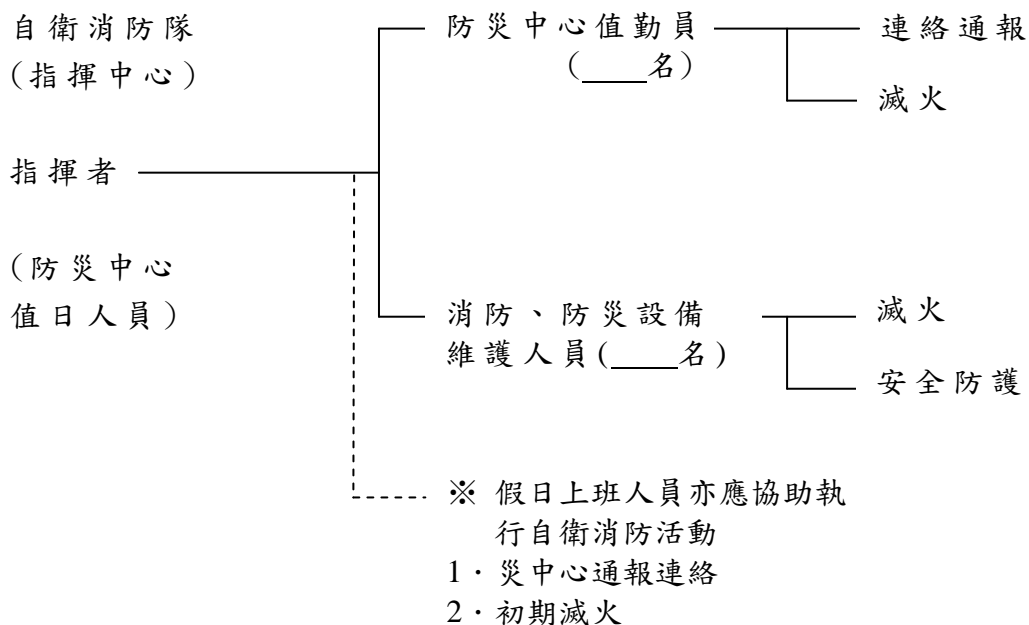 自衛消防隊
(指揮中心)
指揮者
(防災中心
值日人員)
防災中心值勤員
(____名)
連絡通報
滅火
消防、防災設備
維護人員(____名)
滅火
安全防護
※ 假日上班人員亦應協助執
行自衛消防活動
1．災中心通報連絡
2．初期滅火